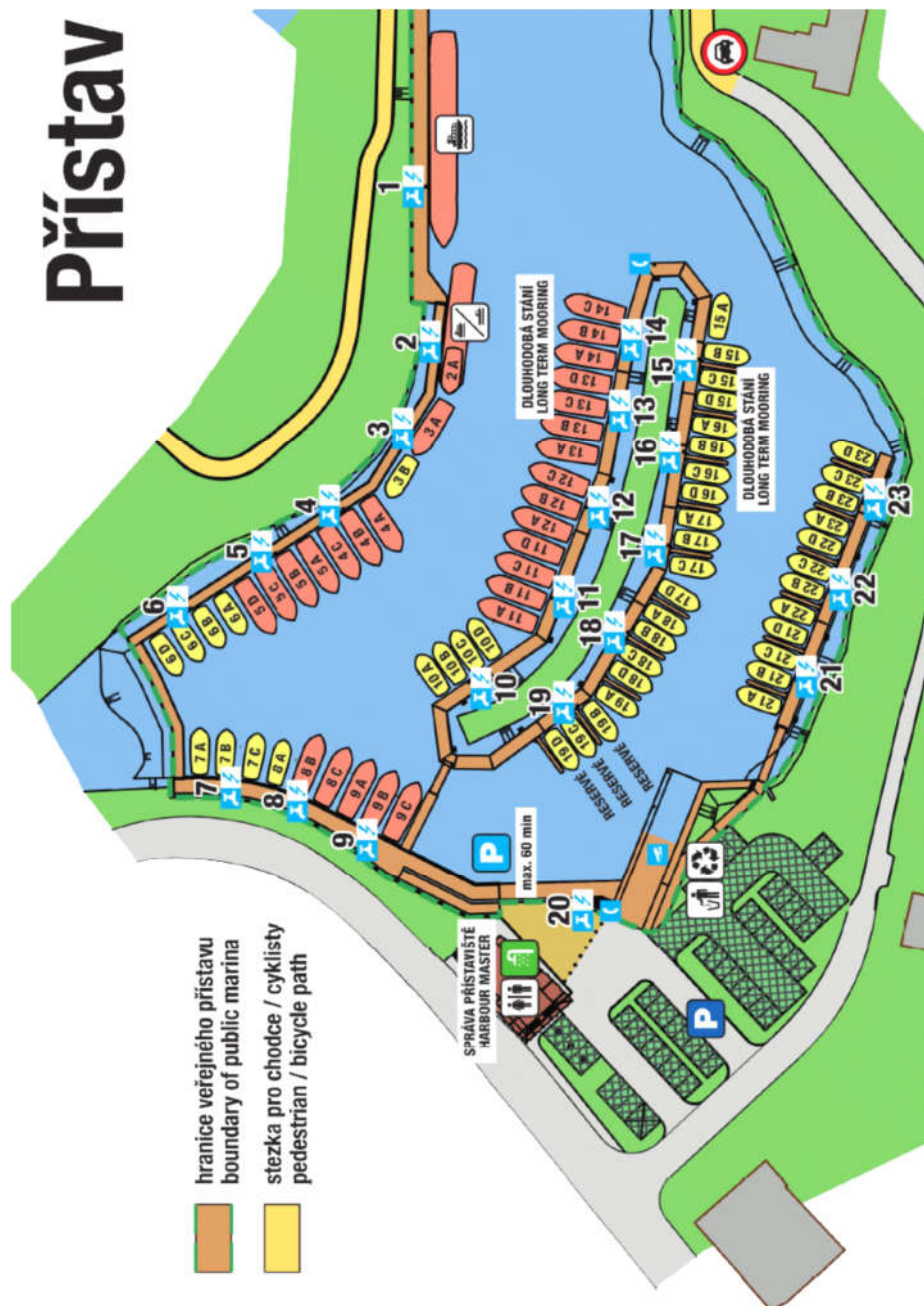 Přístav
hranice veřejného přístavu
boundary of public marina
stezka pro chodce / cyklisty
pedestrian / bicycle path
1
2
2 A
3
3 A
3 B
4
4 A
4 B
4 C
5
5 A
5 B
5 C
5 D
6
6 A
6 B
6 C
6 D
7
7 A
7 B
7 C
8
8 A
8 B
8 C
9
9 A
9 B
9 C
P
max. 60 min
SPRÁVA PŘÍSTAVIŠTĚ
HARBOUR MASTER
10
10 A
10 B
10 C
10 D
11
11 A
11 B
11 C
11 D
12
12 A
12 B
12 C
13
13 A
13 B
13 C
13 D
14
14 A
14 B
14 C
DLOUHODOBÁ STÁNÍ
LONG TERM MOORING
15
15 A
15 B
15 C
15 D
16
16 A
16 B
16 C
16 D
DLOUHODOBÁ STÁNÍ
LONG TERM MOORING
17
17 A
17 B
17 C
17 D
18
18 A
18 B
18 C
18 D
19
19 A
19 B
19 C
19 D
RESERVE
RESERVE
RESERVE
20
21
21 A
21 B
21 C
21 D
22
22 A
22 B
22 C
22 D
23
23 A
23 B
23 C
23 D
P